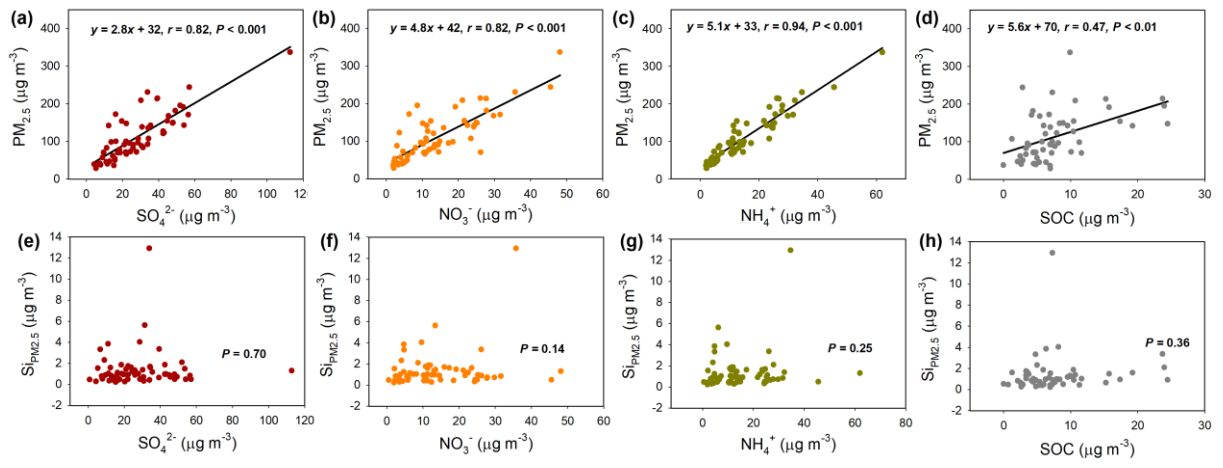 (a)
y = 2.8x + 32, r = 0.82, P < 0.001
400
300
200
100
0
PM2.5 (μg m-3)
0 20 40 60 80 100 120
SO42- (μg m-3)
(b)
y = 4.8x + 42, r = 0.82, P < 0.001
400
300
200
100
0
PM2.5 (μg m-3)
0 10 20 30 40 50 60
NO3- (μg m-3)
(c)
y = 5.1x + 33, r = 0.94, P < 0.001
400
300
200
100
0
PM2.5 (μg m-3)
0 20 40 60 80
NH4+ (μg m-3)
(d)
y = 5.6x + 70, r = 0.47, P < 0.01
400
300
200
100
0
PM2.5 (μg m-3)
0 10 20 30
SOC (μg m-3)
(e)
14
12
10
8
6
4
2
0
-2
SiPM2.5 (μg m-3)
P = 0.70
0 20 40 60 80 100 120
SO42- (μg m-3)
(f)
14
12
10
8
6
4
2
0
-2
SiPM2.5 (μg m-3)
P = 0.14
0 10 20 30 40 50 60
NO3- (μg m-3)
(g)
14
12
10
8
6
4
2
0
-2
SiPM2.5 (μg m-3)
P = 0.25
0 20 40 60 80
NH4+ (μg m-3)
(h)
14
12
10
8
6
4
2
0
-2
SiPM2.5 (μg m-3)
P = 0.36
0 10 20 30
SOC (μg m-3)